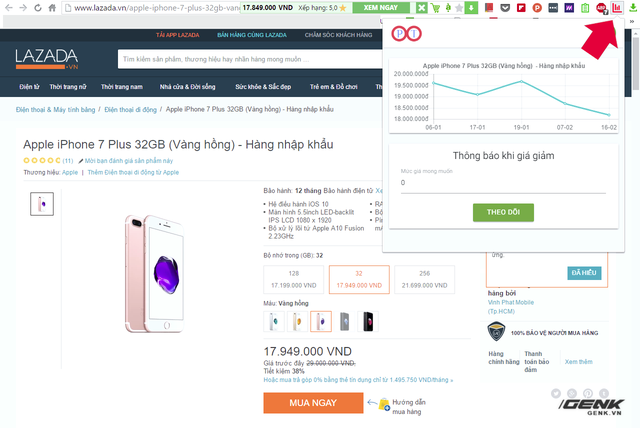 www.lazada.vn/apple-iphone-7-plus-32gb-van
17.849.000 VND
Xếp hạng: 5,0
XEM NGAY
LAZADA
.VN
TẢI APP LAZADA
BÁN HÀNG CÙNG LAZADA
CHĂM SÓC KHÁCH HÀNG
Tìm kiếm sản phẩm, thương hiệu hay nhãn hàng mong muốn ...
Điện tử
Thời trang nữ
Thời trang nam
Nhà cửa & Đời sống
Sức khỏe & Sắc đẹp
Trẻ em & Đồ chơi
Điện thoại & Máy tính bảng / Điện thoại di động / Apple iPhone 7 Plus 32GB (Vàng hồng) - Hàng nhập khẩu
PT
Apple iPhone 7 Plus 32GB (Vàng hồng) - Hàng nhập khẩu
20.000.000đ
19.500.000đ
19.000.000đ
18.500.000đ
18.000.000đ
06-01
17-01
19-01
07-02
16-02
Thông báo khi giá giảm
Mức giá mong muốn
0
THEO DÕI
Apple iPhone 7 Plus 32GB (Vàng hồng) - Hàng nhập khẩu
(11)
Mời bạn đánh giá sản phẩm này
Thương hiệu: Apple | Thêm Điện thoại di động từ Apple
Bảo hành: 12 tháng Bảo hành điện tử
Hệ điều hành iOS 10
Màn hình 5.5inch LED-backlit
IPS LCD 1080 x 1920
Bộ xử lý lõi tứ Apple A10 Fusion
2.23GHz
Bộ nhớ trong (GB): 32
128
17.199.000 VND
32
17.949.000 VND
256
21.699.000 VND
Màu: Vàng hồng
17.949.000 VND
Giá trước đây 29.000.000 VND,
Tiết kiệm 38%
Hoặc mua trả góp 0% bằng thẻ tín dụng chỉ từ 1.495.750 VND/tháng »
MUA NGAY
Hướng dẫn
mua hàng
ứng.
ĐÃ HIỂU
hàng bởi
Vinh Phat Mobile
(Tp.HCM)
100% BẢO VỆ NGƯỜI MUA HÀNG
Hàng
chính hãng
Thanh
toán bảo
đảm
Xem thêm
GENK
GENK.VN